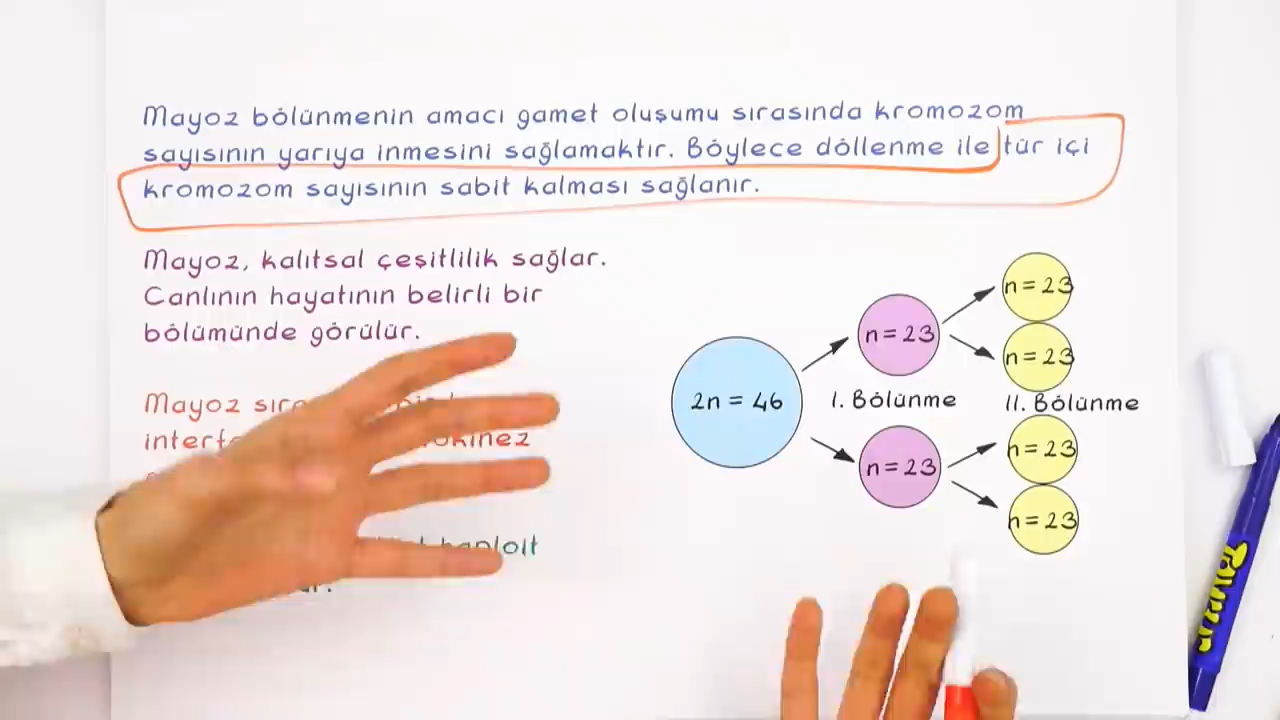 Mayoz bölünmenin amacı gamet oluşumu sırasında kromozom
sayısının yarıya inmesini sağlamaktır. Böylece döllenme ile tür içi
kromozom sayısının sabit kalması sağlanır.
Mayoz, kalıtsal çeşitlilik sağlar.
Canlının hayatının belirli bir
bölümünde görülür.
Mayoz
haploit
2n = 46
n = 23
n = 23
I. Bölünme
n = 23
n = 23
II. Bölünme
n = 23
n = 23